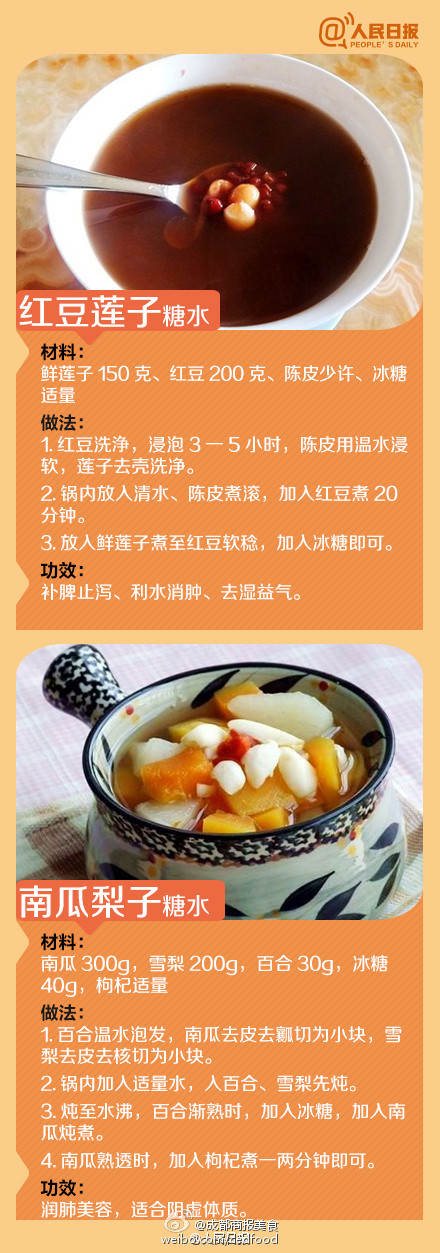 @人民日报
PEOPLE'S DAILY
红豆莲子糖水
材料：
鲜莲子 150 克、红豆 200 克、陈皮少许、冰糖
适量
做法：
1. 红豆洗净，浸泡 3 — 5 小时，陈皮用温水浸
软，莲子去壳洗净。
2. 锅内放入清水、陈皮煮滚，加入红豆煮 20
分钟。
3. 放入鲜莲子煮至红豆软稔，加入冰糖即可。
功效：
补脾止泻、利水消肿、去湿益气。
南瓜梨子糖水
材料：
南瓜 300g，雪梨 200g，百合 30g，冰糖
40g，枸杞适量
做法：
1. 百合温水泡发，南瓜去皮去瓤切为小块，雪
梨去皮去核切为小块。
2. 锅内加入适量水，入百合、雪梨先炖。
3. 炖至水沸，百合渐熟时，加入冰糖，加入南
瓜炖煮。
4. 南瓜熟透时，加入枸杞煮一两分钟即可。
功效：
润肺美容，适合阴虚体质。
@成都商报美食
@人民日报